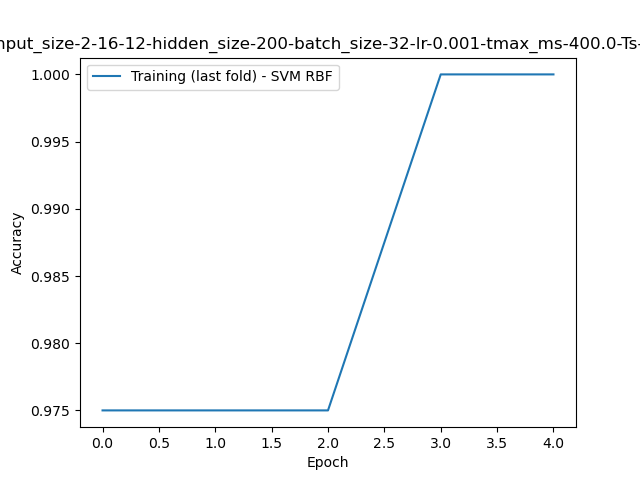 nput_size-2-16-12-hidden_size-200-batch_size-32-lr-0.001-tmax_ms-400.0-Ts-
Training (last fold) - SVM RBF
1.000
0.995
0.990
0.985
0.980
0.975
Accuracy
0.0 0.5 1.0 1.5 2.0 2.5 3.0 3.5 4.0
Epoch